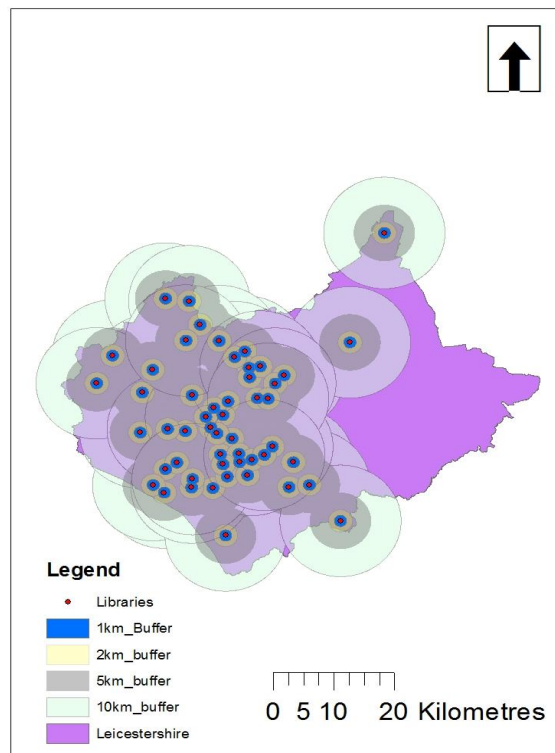 Legend
Libraries
1km_Buffer
2km_buffer
5km_buffer
10km_buffer
Leicestershire
0 5 10 20 Kilometres